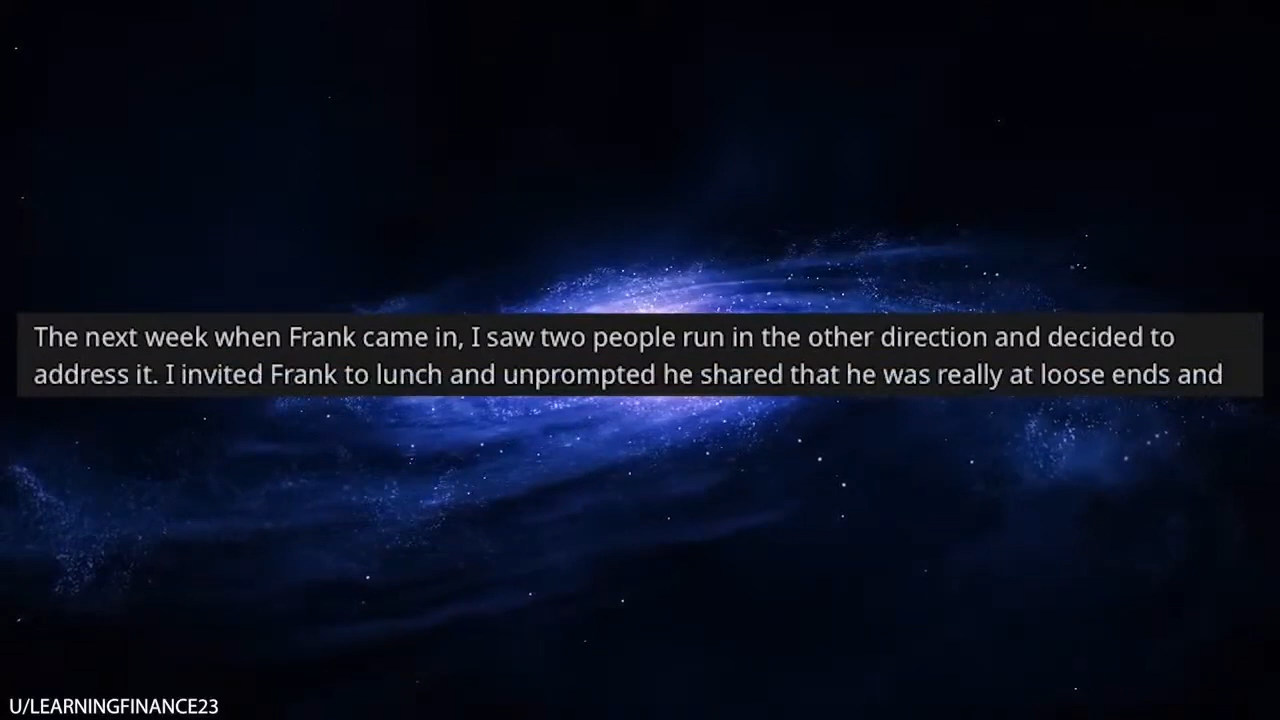 The next week when Frank came in, I saw two people run in the other direction and decided to
address it. I invited Frank to lunch and unprompted he shared that he was really at loose ends and
U/LEARNINGFINANCE23